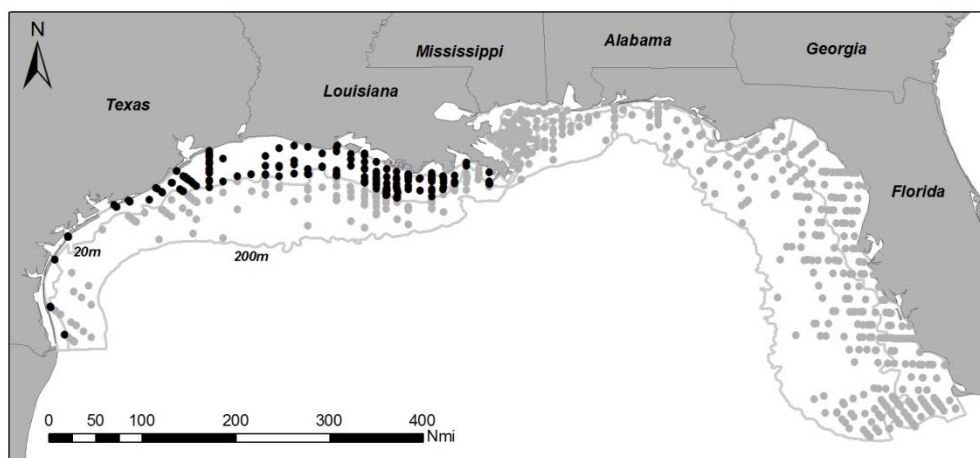 N
Mississippi
Alabama
Georgia
Louisiana
Texas
Florida
20m
200m
0 50 100 200 300 400
Nmi